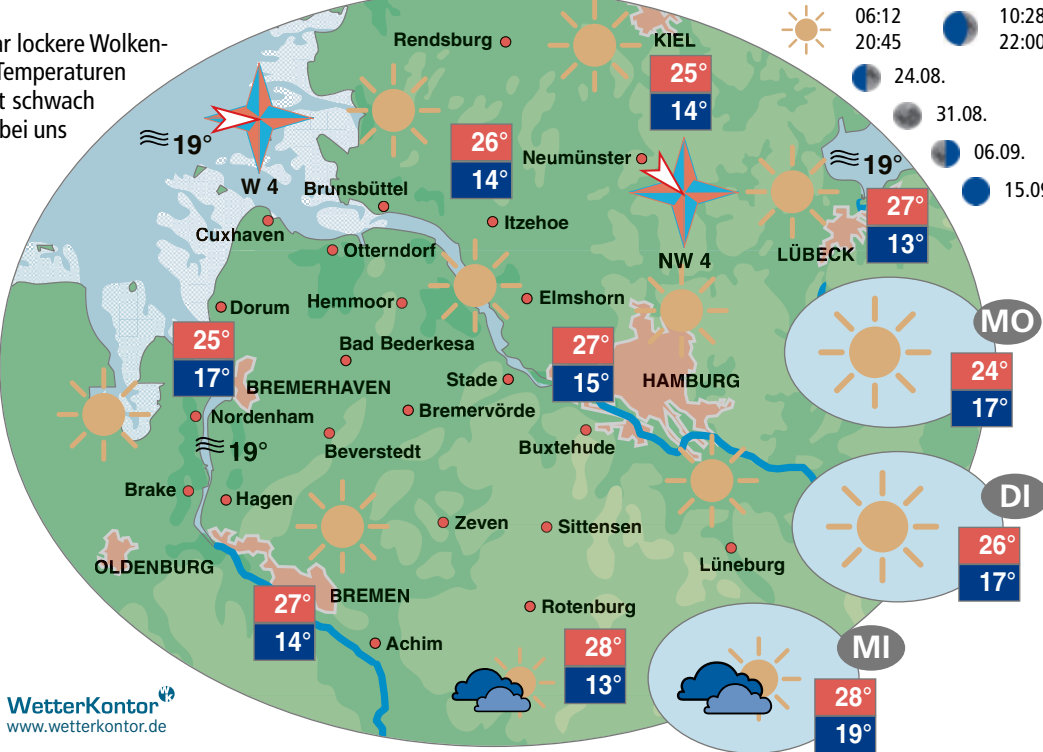 lockere Wolken-
Temperaturen
schwach
bei uns
06:12
20:45
10:28
22:00
24.08.
31.08.
06.09.
Rendsburg
KIEL
25°
14°
19°
W 4
26°
14°
Neumünster
NW 4
19°
27°
13°
LÜBECK
Brunsbüttel
Cuxhaven
Otterndorf
Itzehoe
Dorum
Hemmoor
Elmshorn
25°
17°
Bad Bederkesa
BREMERHAVEN
Stade
27°
15°
HAMBURG
MO
24°
17°
Nordenham
Bremervörde
Beverstedt
Buxtehude
19°
Brake
Hagen
Zeven
Sittensen
DI
26°
17°
OLDENBURG
Lüneburg
27°
14°
BREMEN
Rotenburg
Achim
28°
13°
MI
28°
19°
WetterKontor
WK
www.wetterkontor.de